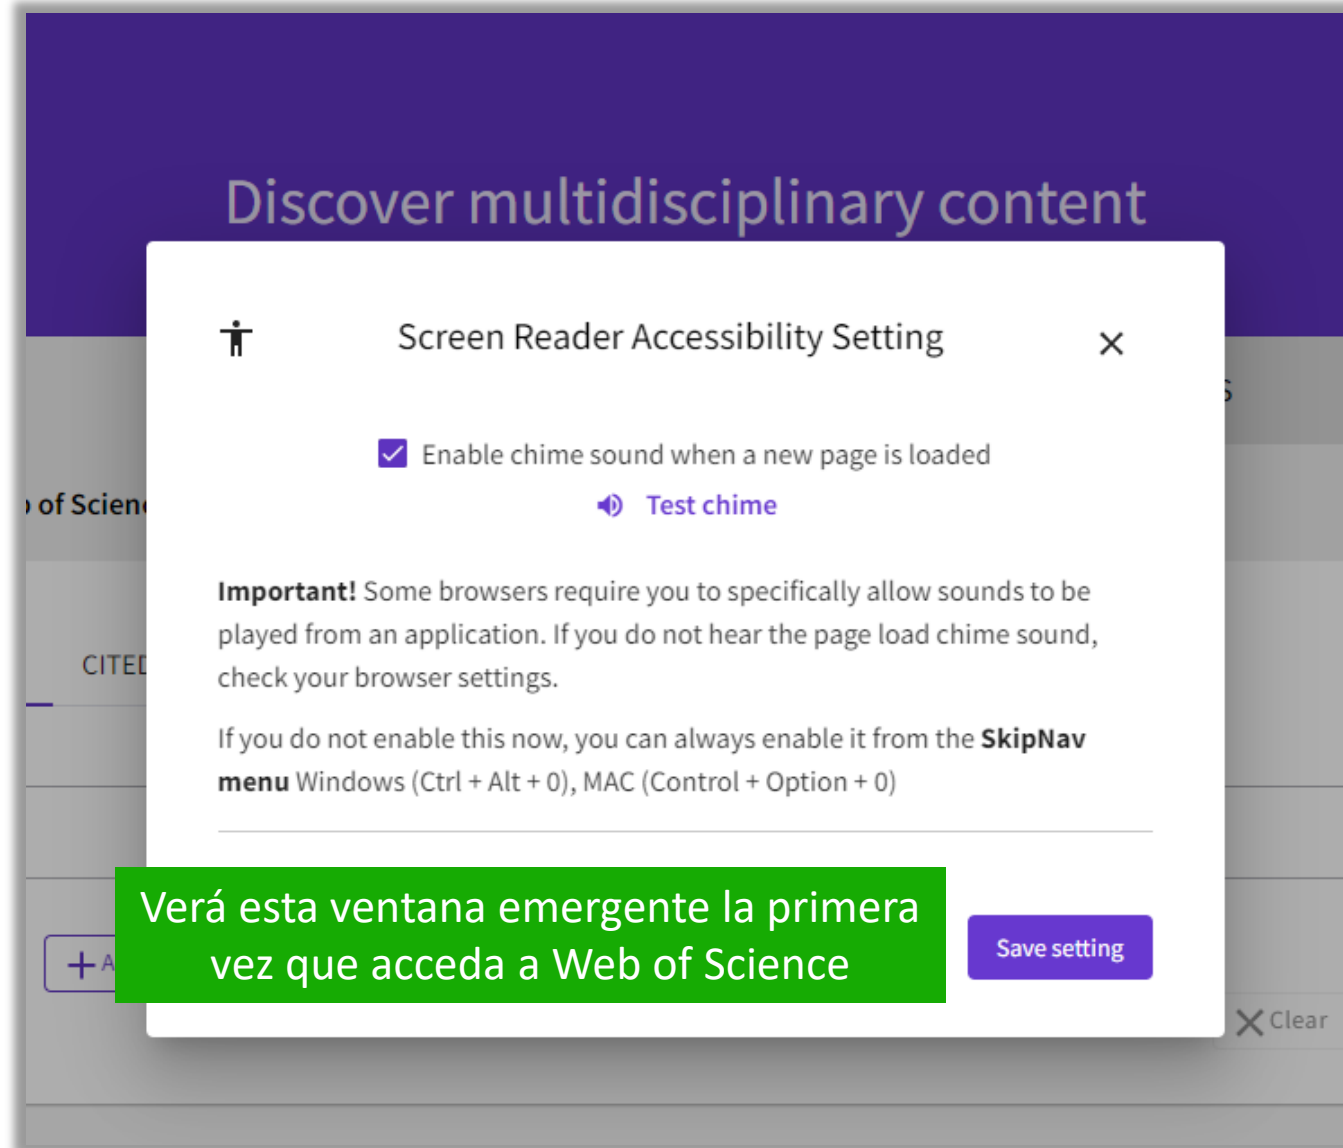 Discover multidisciplinary content
Screen Reader Accessibility Setting
Enable chime sound when a new page is loaded
of Scien
Test chime
Important! Some browsers require you to specifically allow sounds to be
played from an application. If you do not hear the page load chime sound,
CITED
check your browser settings.
If you do not enable this now, you can always enable it from the SkipNav
menu Windows (Ctrl + Alt + 0), MAC (Control + Option + 0)
Verá esta ventana emergente la primera
vez que acceda a Web of Science
+ A
Save setting
Clear